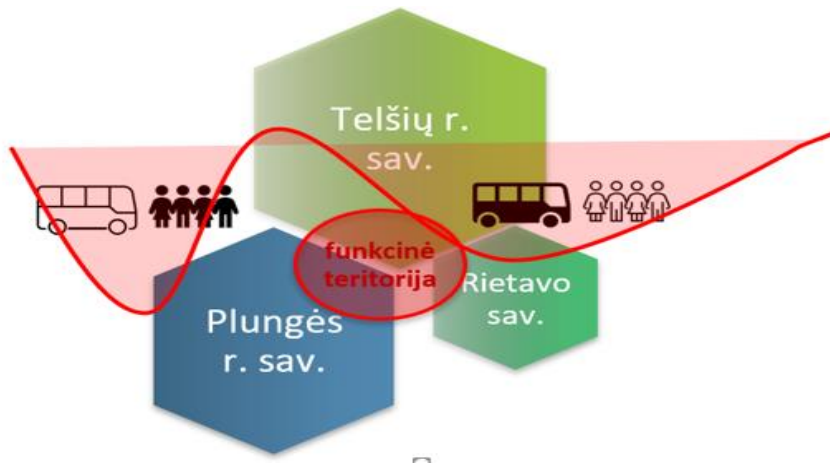 Telšių r.
sav.
funkcinė
teritorija
Rietavo
sav.
Plungės
r. sav.